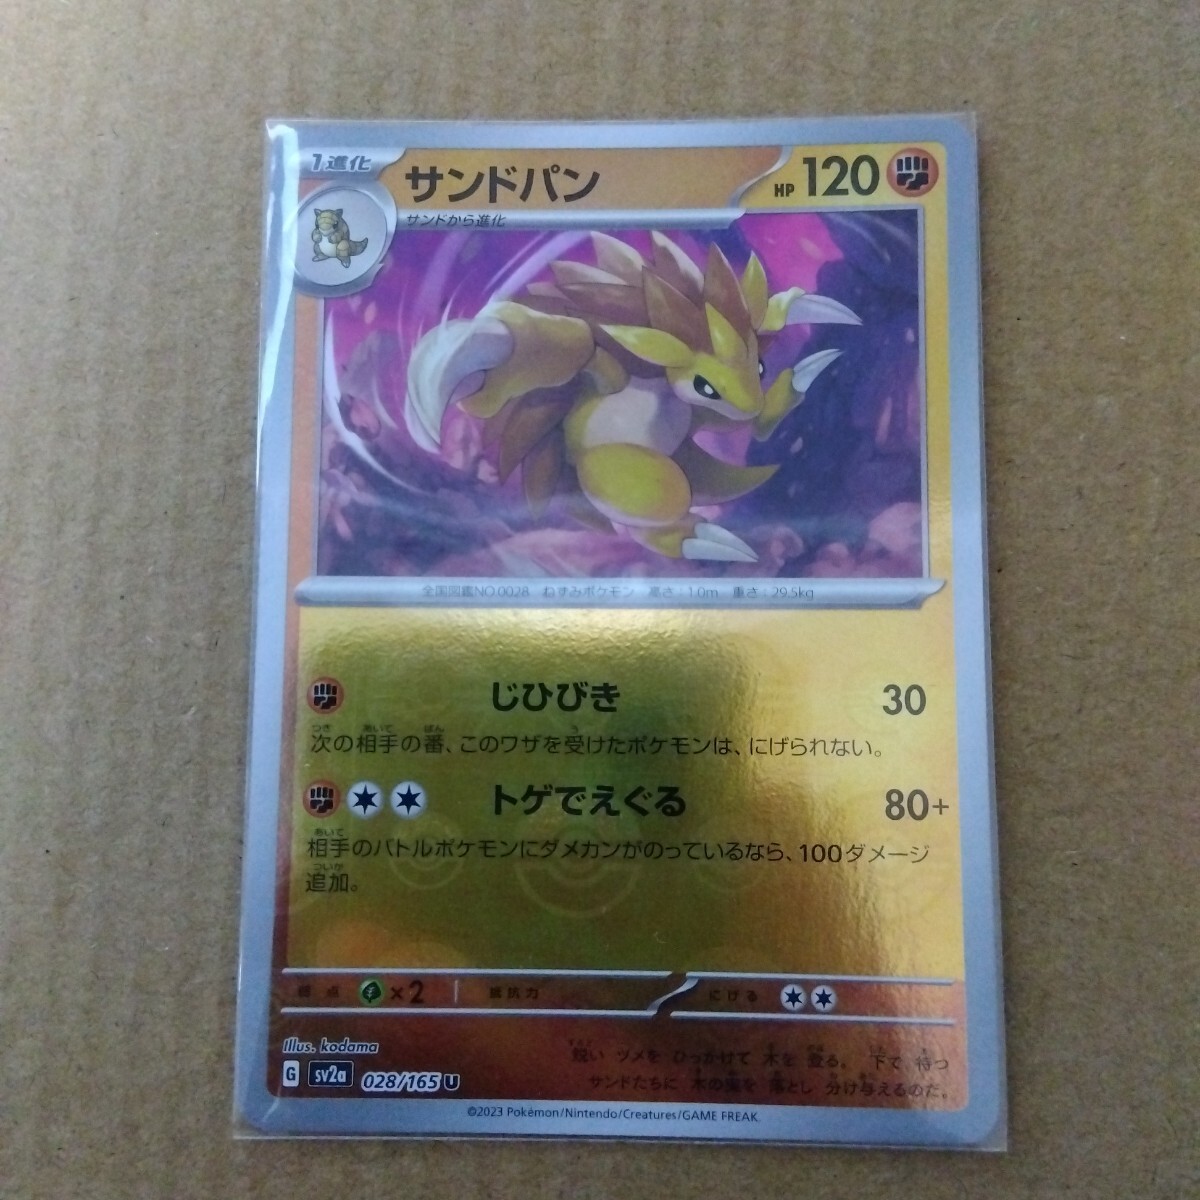 1進化
サンドパン
HP 120
サンドから進化
全国図鑑NO.0028 ねずみポケモン 高さ:1.0m 重さ:29.5kg
じひびき 30
次の相手の番、このワザを受けたポケモンは、にげられない。
トゲでえぐる 80+
相手のバトルポケモンにダメカンがのっているなら、100ダメージ
追加。
弱点 ×2 抵抗力 にげる
Illus. kodama
鋭い ツメを ひっかけて 木を 登る。 下で 待つ
サンドたちに 木の実を 落とし 分け与えるのだ。
G sv2a 028/165 U
©2023 Pokémon/Nintendo/Creatures/GAME FREAK.